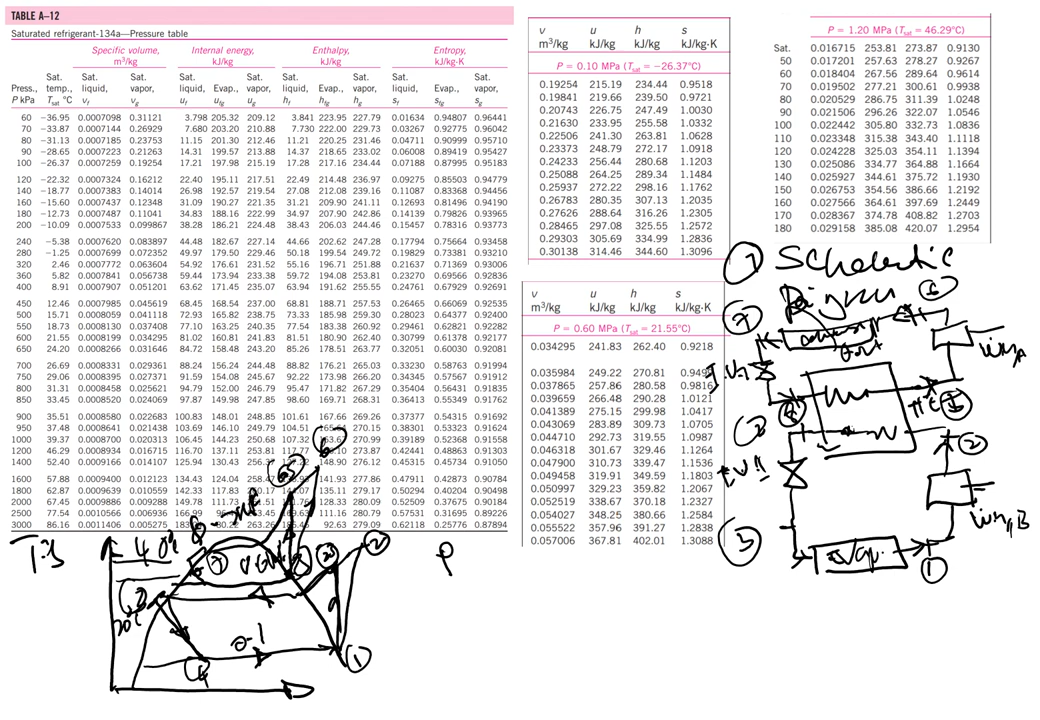 TABLE A–12
Saturated refrigerant-134a—Pressure table
Specific volume, m³/kg Internal energy, kJ/kg Enthalpy, kJ/kg Entropy, kJ/kg·K
Press., P kPa Sat. temp., Tsat °C Sat. liquid, vf Sat. vapor, vg Sat. liquid, uf Evap., ufg Sat. vapor, ug Sat. liquid, hf Evap., hfg Sat. vapor, hg Sat. liquid, sf Evap., sfg Sat. vapor, sg
60 −36.95 0.0007098 0.31121 3.798 205.32 209.12 3.841 223.95 227.79 0.01634 0.94807 0.96441
70 −33.87 0.0007144 0.26929 7.680 203.20 210.88 7.730 222.00 229.73 0.03267 0.92775 0.96042
80 −31.13 0.0007185 0.23753 11.15 201.30 212.46 11.21 220.25 231.46 0.04711 0.90999 0.95710
90 −28.65 0.0007223 0.21263 14.31 199.57 213.88 14.37 218.65 233.02 0.06008 0.89419 0.95427
100 −26.37 0.0007259 0.19254 17.21 197.98 215.19 17.28 217.16 234.44 0.07188 0.87995 0.95183
120 −22.32 0.0007324 0.16212 22.40 195.11 217.51 22.49 214.48 236.97 0.09275 0.85503 0.94779
140 −18.77 0.0007383 0.14014 26.98 192.57 219.54 27.08 212.08 239.16 0.11087 0.83368 0.94456
160 −15.60 0.0007437 0.12348 31.09 190.27 221.35 31.21 209.90 241.11 0.12693 0.81496 0.94190
180 −12.73 0.0007487 0.11041 34.83 188.16 222.99 34.97 207.90 242.86 0.14139 0.79826 0.93965
200 −10.09 0.0007533 0.099867 38.28 186.21 224.48 38.43 206.03 244.46 0.15457 0.78316 0.93773
240 −5.38 0.0007620 0.083897 44.48 182.67 227.14 44.66 202.62 247.28 0.17794 0.75664 0.93458
280 −1.25 0.0007699 0.072352 49.97 179.50 229.46 50.18 199.54 249.72 0.19829 0.73381 0.93210
320 2.46 0.0007772 0.063604 54.92 176.61 231.52 55.16 196.71 251.88 0.21637 0.71369 0.93006
360 5.82 0.0007841 0.056738 59.44 173.94 233.38 59.72 194.08 253.81 0.23270 0.69566 0.92836
400 8.91 0.0007907 0.051201 63.62 171.45 235.07 63.94 191.62 255.55 0.24761 0.67929 0.92691
450 12.46 0.0007985 0.045619 68.45 168.54 237.00 68.81 188.71 257.53 0.26465 0.66069 0.92535
500 15.71 0.0008059 0.041118 72.93 165.82 238.75 73.33 185.98 259.30 0.28023 0.64377 0.92400
550 18.73 0.0008130 0.037408 77.10 163.25 240.35 77.54 183.38 260.92 0.29461 0.62821 0.92282
600 21.55 0.0008199 0.034295 81.02 160.81 241.83 81.51 180.90 262.40 0.30799 0.61378 0.92177
650 24.20 0.0008266 0.031646 84.72 158.48 243.20 85.26 178.51 263.77 0.32051 0.60030 0.92081
700 26.69 0.0008331 0.029361 88.24 156.24 244.48 88.82 176.21 265.03 0.33230 0.58763 0.91994
750 29.06 0.0008395 0.027371 91.59 154.08 245.67 92.22 173.98 266.20 0.34345 0.57567 0.91912
800 31.31 0.0008458 0.025621 94.79 152.00 246.79 95.47 171.82 267.29 0.35404 0.56431 0.91835
850 33.45 0.0008520 0.024069 97.87 149.98 247.85 98.60 169.71 268.31 0.36413 0.55349 0.91762
900 35.51 0.0008580 0.022683 100.83 148.01 248.85 101.61 167.66 269.26 0.37377 0.54315 0.91692
950 37.48 0.0008641 0.021438 103.69 146.10 249.79 104.51 270.15 0.38301 0.53323 0.91624
1000 39.37 0.0008700 0.020313 106.45 144.23 250.68 107.32 270.99 0.39189 0.52368 0.91558
1200 46.29 0.0008934 0.016715 116.70 137.11 253.81 117.77 273.87 0.42441 0.48863 0.91303
1400 52.40 0.0009166 0.014107 125.94 130.43 148.90 276.12 0.45315 0.45734 0.91050
1600 57.88 0.0009400 0.012123 134.43 124.04 141.93 277.86 0.47911 0.42873 0.90784
1800 62.87 0.0009639 0.010559 142.33 117.83 135.11 279.17 0.50294 0.40204 0.90498
2000 67.45 0.0009886 0.009288 149.78 111.73 128.33 280.09 0.52509 0.37675 0.90184
2500 77.54 0.0010566 0.006936 166.99 111.16 280.79 0.57531 0.31695 0.89226
3000 86.16 0.0011406 0.005275 263.26 92.63 279.09 0.62118 0.25776 0.87894
v m³/kg u kJ/kg h kJ/kg s kJ/kg·K
P = 0.10 MPa (Tsat = −26.37°C)
0.19254 215.19 234.44 0.9518
0.19841 219.66 239.50 0.9721
0.20743 226.75 247.49 1.0030
0.21630 233.95 255.58 1.0332
0.22506 241.30 263.81 1.0628
0.23373 248.79 272.17 1.0918
0.24233 256.44 280.68 1.1203
0.25088 264.25 289.34 1.1484
0.25937 272.22 298.16 1.1762
0.26783 280.35 307.13 1.2035
0.27626 288.64 316.26 1.2305
0.28465 297.08 325.55 1.2572
0.29303 305.69 334.99 1.2836
0.30138 314.46 344.60 1.3096
v m³/kg u kJ/kg h kJ/kg s kJ/kg·K
P = 0.60 MPa (Tsat = 21.55°C)
0.034295 241.83 262.40 0.9218
0.035984 249.22 270.81
0.037865 257.86 280.58 0.9816
0.039659 266.48 290.28 1.0121
0.041389 275.15 299.98 1.0417
0.043069 283.89 309.73 1.0705
0.044710 292.73 319.55 1.0987
0.046318 301.67 329.46 1.1264
0.047900 310.73 339.47 1.1536
0.049458 319.91 349.59 1.1803
0.050997 329.23 359.82 1.2067
0.052519 338.67 370.18 1.2327
0.054027 348.25 380.66 1.2584
0.055522 357.96 391.27 1.2838
0.057006 367.81 402.01 1.3088
P = 1.20 MPa (Tsat = 46.29°C)
Sat. 0.016715 253.81 273.87 0.9130
50 0.017201 257.63 278.27 0.9267
60 0.018404 267.56 289.64 0.9614
70 0.019502 277.21 300.61 0.9938
80 0.020529 286.75 311.39 1.0248
90 0.021506 296.26 322.07 1.0546
100 0.022442 305.80 332.73 1.0836
110 0.023348 315.38 343.40 1.1118
120 0.024228 325.03 354.11 1.1394
130 0.025086 334.77 364.88 1.1664
140 0.025927 344.61 375.72 1.1930
150 0.026753 354.56 386.66 1.2192
160 0.027566 364.61 397.69 1.2449
170 0.028367 374.78 408.82 1.2703
180 0.029158 385.08 420.07 1.2954
T-s
P
1
2
3
4
5
6
7
evap.